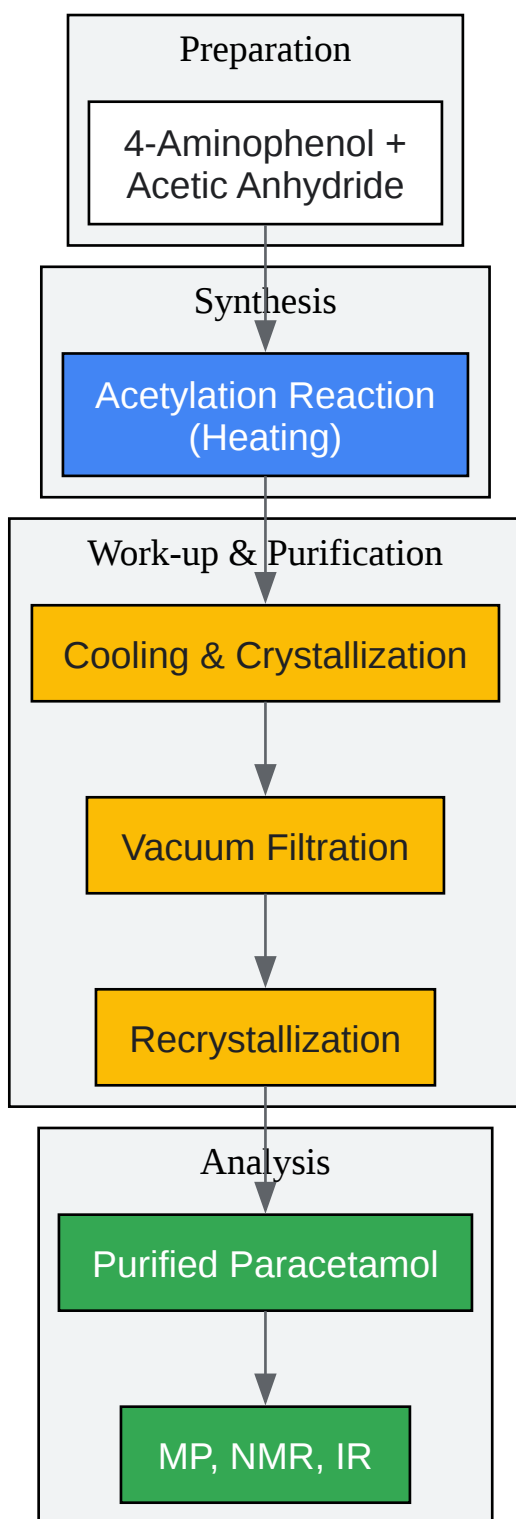 Preparation
4-Aminophenol +
Acetic Anhydride
Synthesis
Acetylation Reaction
(Heating)
Work-up & Purification
Cooling & Crystallization
Vacuum Filtration
Recrystallization
Analysis
Purified Paracetamol
MP, NMR, IR